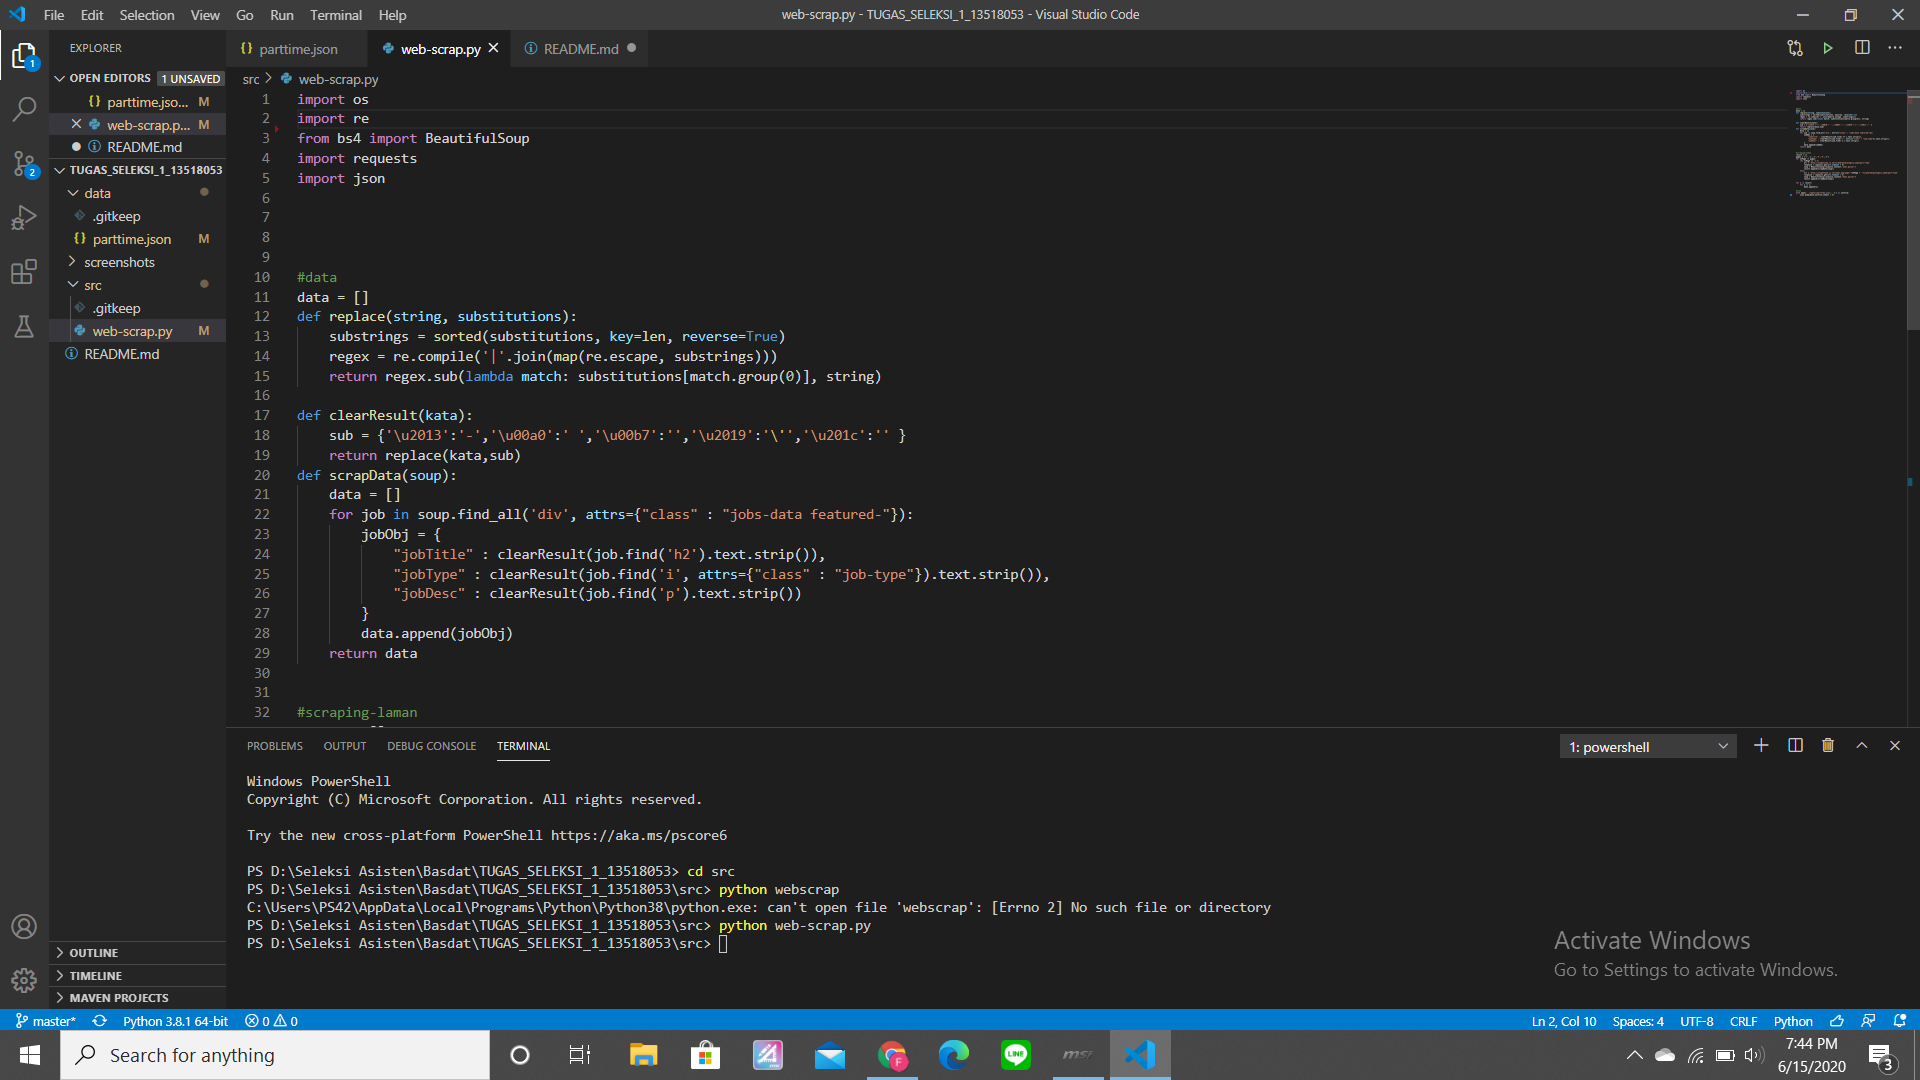 File Edit Selection View Go Run Terminal Help
web-scrap.py - TUGAS_SELEKSI_1_13518053 - Visual Studio Code
EXPLORER
OPEN EDITORS 1 UNSAVED
parttime.jso... M
web-scrap.p... M
README.md
TUGAS_SELEKSI_1_13518053
data
.gitkeep
parttime.json M
screenshots
src
.gitkeep
web-scrap.py M
README.md
OUTLINE
TIMELINE
MAVEN PROJECTS
1
2
parttime.json
web-scrap.py
README.md
src > web-scrap.py
1 import os
2 import re
3 from bs4 import BeautifulSoup
4 import requests
5 import json
6
7
8
9
10 #data
11 data = []
12 def replace(string, substitutions):
13 substrings = sorted(substitutions, key=len, reverse=True)
14 regex = re.compile('|'.join(map(re.escape, substrings)))
15 return regex.sub(lambda match: substitutions[match.group(0)], string)
16
17 def clearResult(kata):
18 sub = {'\u2013':'-','\u00a0':' ','\u00b7':'','\u2019':'\'','\u201c':'' }
19 return replace(kata,sub)
20 def scrapData(soup):
21 data = []
22 for job in soup.find_all('div', attrs={"class" : "jobs-data featured-"}):
23 jobObj = {
24 "jobTitle" : clearResult(job.find('h2').text.strip()),
25 "jobType" : clearResult(job.find('i', attrs={"class" : "job-type"}).text.strip()),
26 "jobDesc" : clearResult(job.find('p').text.strip())
27 }
28 data.append(jobObj)
29 return data
30
31
32 #scraping-laman
PROBLEMS OUTPUT DEBUG CONSOLE TERMINAL
1: powershell
Windows PowerShell
Copyright (C) Microsoft Corporation. All rights reserved.
Try the new cross-platform PowerShell https://aka.ms/pscore6
PS D:\Seleksi Asisten\Basdat\TUGAS_SELEKSI_1_13518053> cd src
PS D:\Seleksi Asisten\Basdat\TUGAS_SELEKSI_1_13518053\src> python webscrap
C:\Users\PS42\AppData\Local\Programs\Python\Python38\python.exe: can't open file 'webscrap': [Errno 2] No such file or directory
PS D:\Seleksi Asisten\Basdat\TUGAS_SELEKSI_1_13518053\src> python web-scrap.py
PS D:\Seleksi Asisten\Basdat\TUGAS_SELEKSI_1_13518053\src>
Activate Windows
Go to Settings to activate Windows.
master* Python 3.8.1 64-bit 0 0
Ln 2, Col 10 Spaces: 4 UTF-8 CRLF Python
Search for anything
F
LINE
msi
7:44 PM
6/15/2020
3